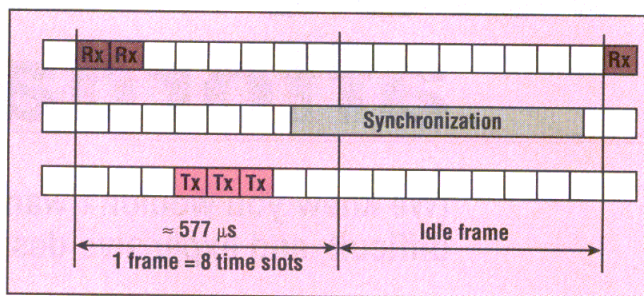 Rx Rx Rx
Synchronization
Tx Tx Tx
≈ 577 μs
1 frame = 8 time slots
Idle frame